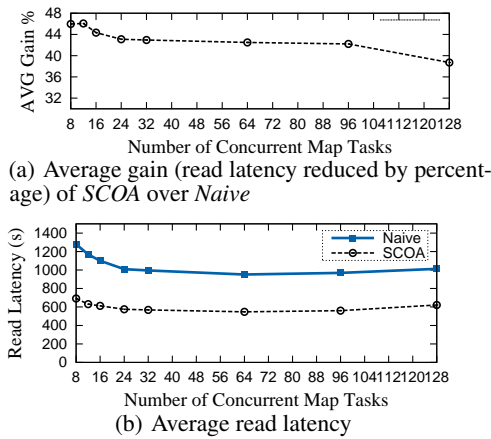 48
44
40
36
32
AVG Gain %
8 16 24 32 40 48 56 64 72 80 88 96 104112120128
Number of Concurrent Map Tasks
(a) Average gain (read latency reduced by percent-
age) of SCOA over Naive
1400
1200
1000
800
600
400
200
0
Read Latency (s)
Naive
SCOA
8 16 24 32 40 48 56 64 72 80 88 96 104112120128
Number of Concurrent Map Tasks
(b) Average read latency